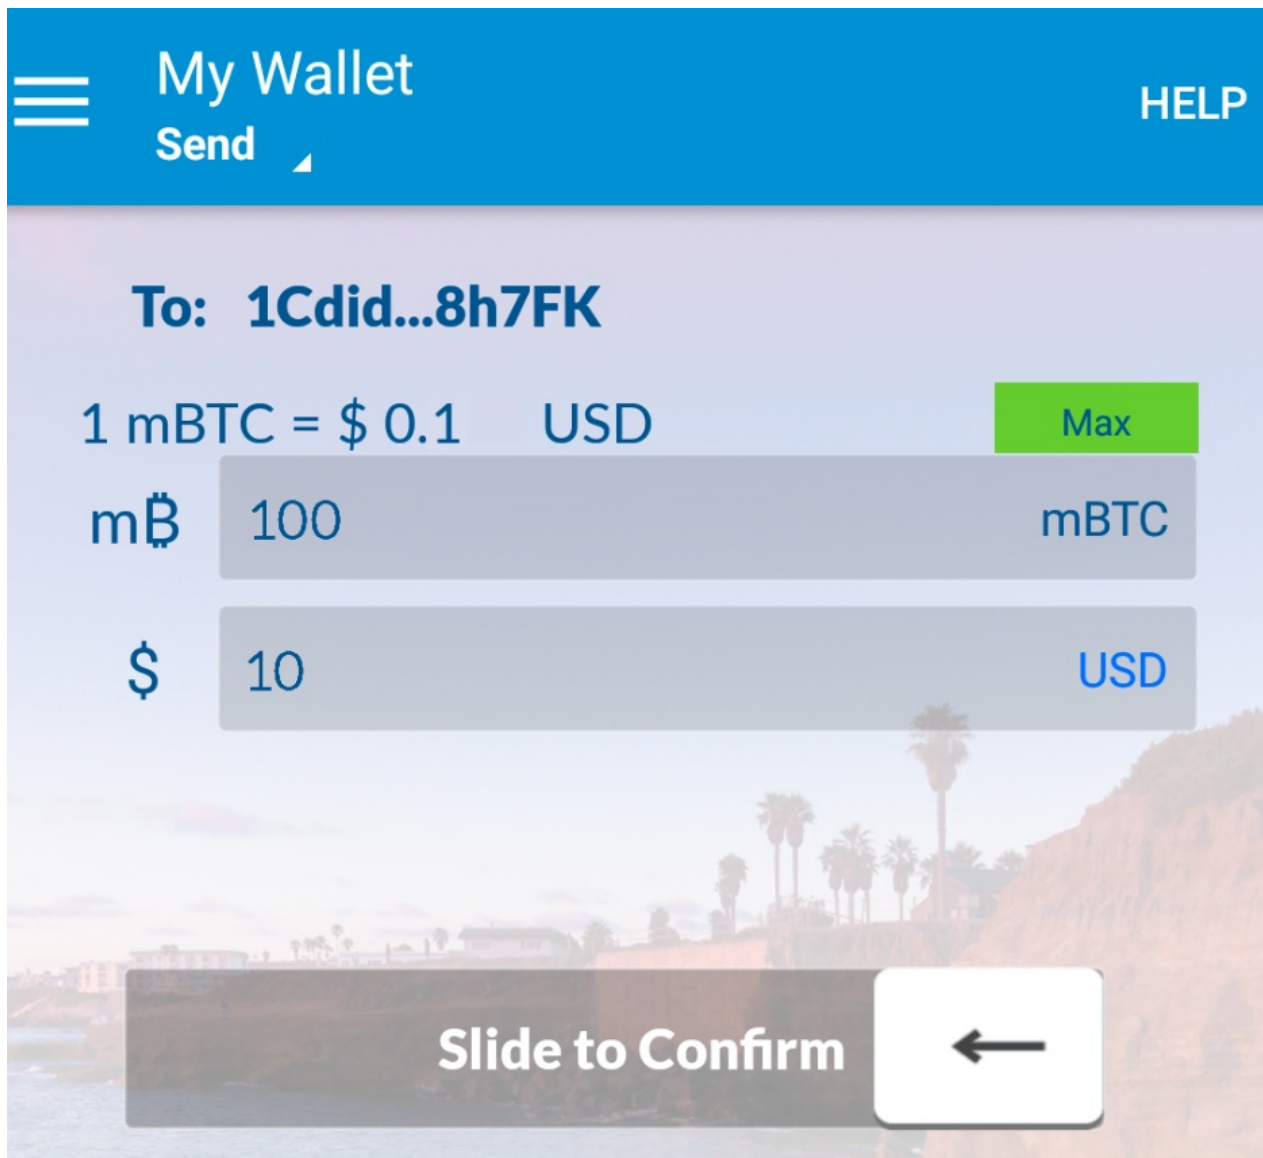 My Wallet
Send
HELP
To: 1Cdid...8h7FK
1 mBTC = $ 0.1 USD
Max
m₿ 100 mBTC
$ 10 USD
Slide to Confirm